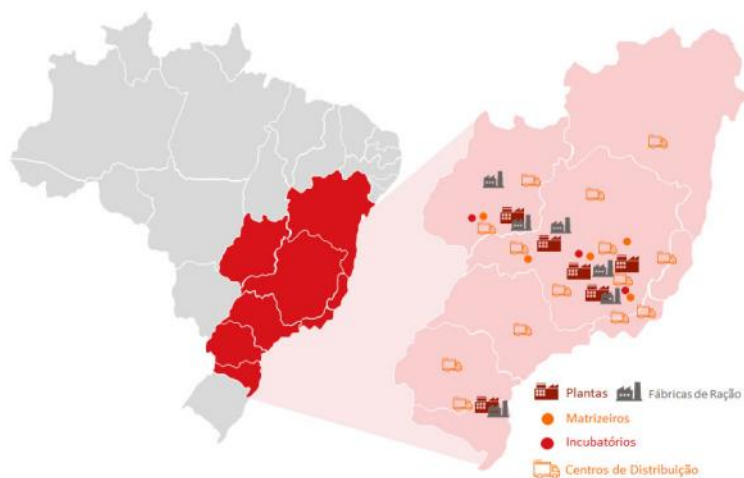 Plantas
Fábricas de Ração
Matrizeiros
Incubatórios
Centros de Distribuição